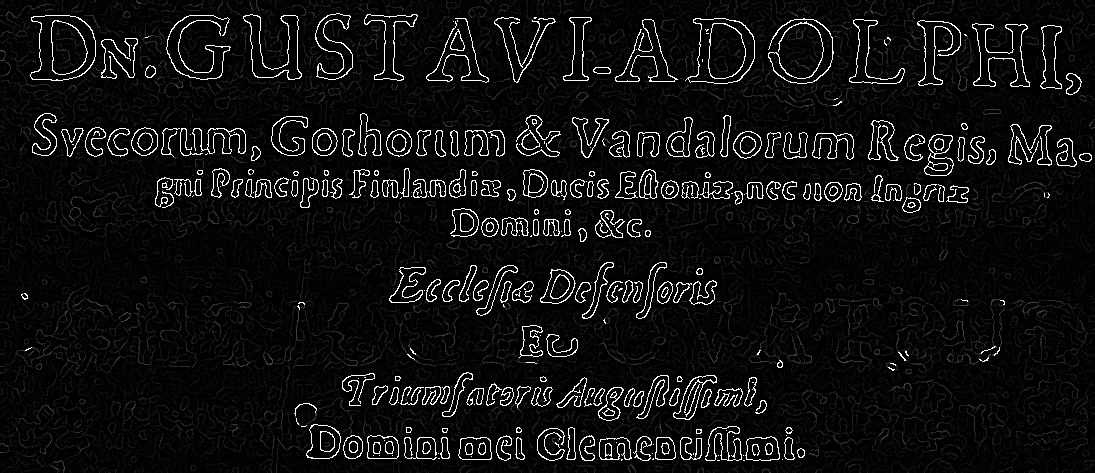 DN. GUSTAVI-ADOLPHI,
Svecorum, Gothorum & Vandalorum Regis, Ma-
gni Principis Finlandiæ, Ducis Eſtoniæ, nec non Ingriæ
Domini, &c.
Eccleſiæ Defenſoris
Et
Triumfatoris Auguſtiſſimi,
Domini mei Clementiſſimi.